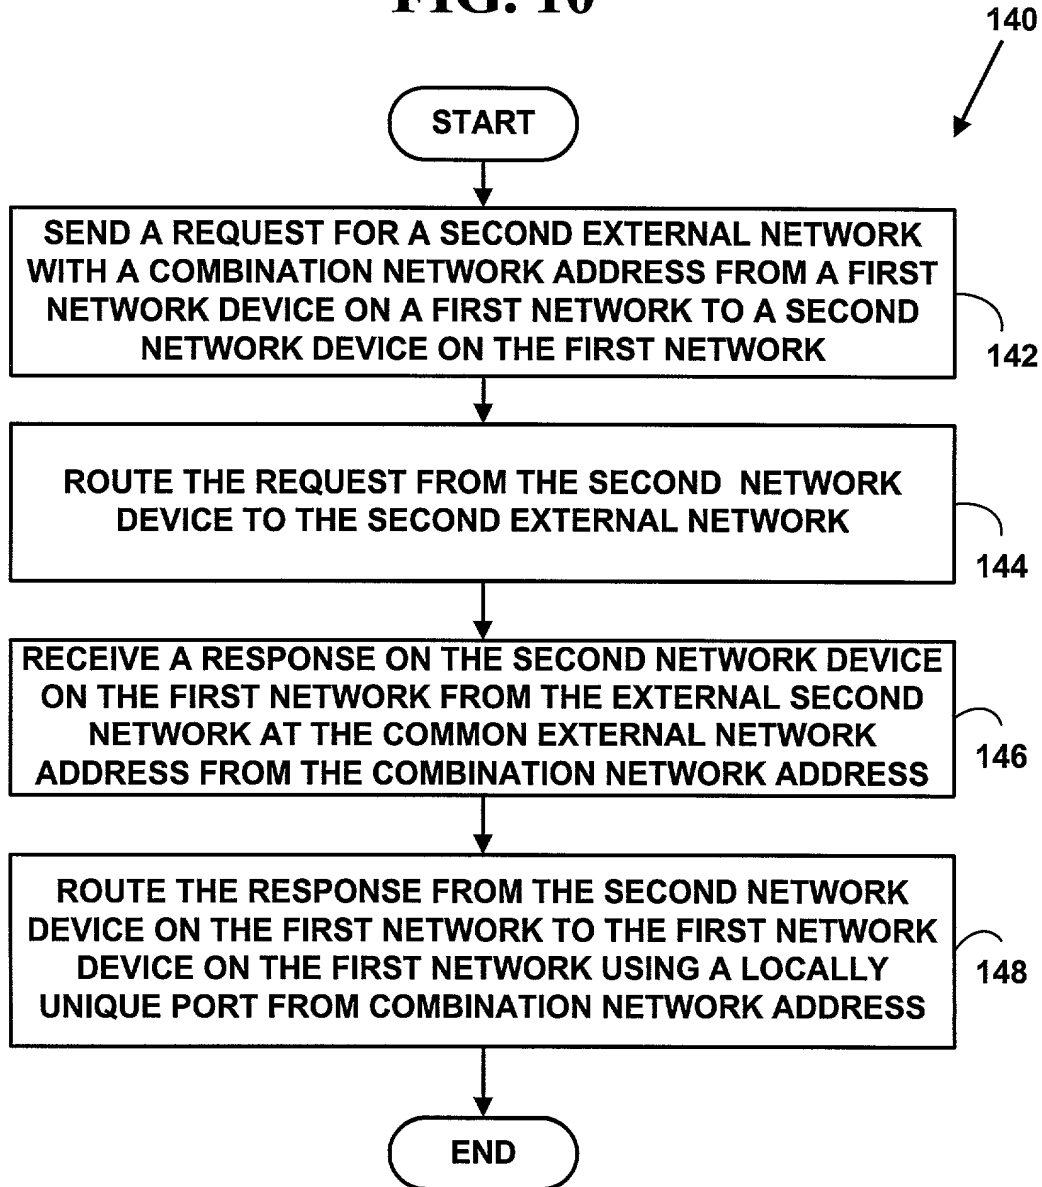 FIG. 10
140
START
SEND A REQUEST FOR A SECOND EXTERNAL NETWORK
WITH A COMBINATION NETWORK ADDRESS FROM A FIRST
NETWORK DEVICE ON A FIRST NETWORK TO A SECOND
NETWORK DEVICE ON THE FIRST NETWORK
142
ROUTE THE REQUEST FROM THE SECOND NETWORK
DEVICE TO THE SECOND EXTERNAL NETWORK
144
RECEIVE A RESPONSE ON THE SECOND NETWORK DEVICE
ON THE FIRST NETWORK FROM THE EXTERNAL SECOND
NETWORK AT THE COMMON EXTERNAL NETWORK
ADDRESS FROM THE COMBINATION NETWORK ADDRESS
146
ROUTE THE RESPONSE FROM THE SECOND NETWORK
DEVICE ON THE FIRST NETWORK TO THE FIRST NETWORK
DEVICE ON THE FIRST NETWORK USING A LOCALLY
UNIQUE PORT FROM COMBINATION NETWORK ADDRESS
148
END